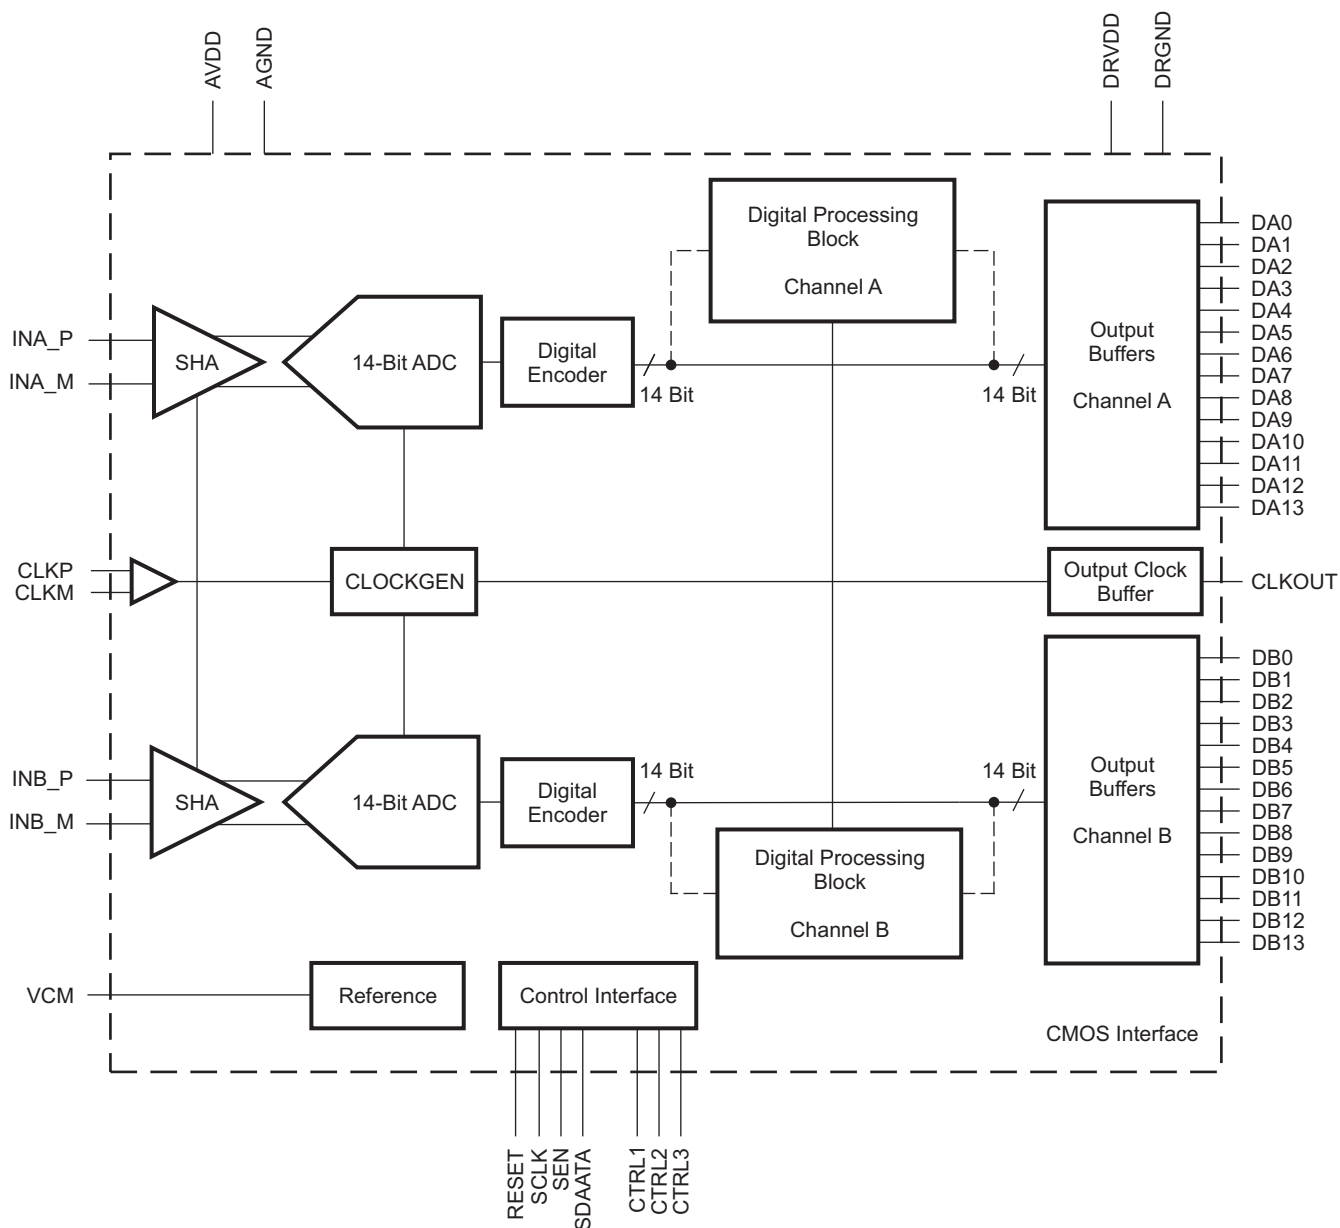 AVDD
AGND
DRVDD
DRGND
Digital Processing
Block
Channel A
DA0
DA1
DA2
DA3
DA4
DA5
DA6
DA7
DA8
DA9
DA10
DA11
DA12
DA13
INA_P
INA_M
SHA
14-Bit ADC
Digital
Encoder
14 Bit
14 Bit
Output
Buffers
Channel A
CLKP
CLKM
CLOCKGEN
Output Clock
Buffer
CLKOUT
INB_P
INB_M
SHA
14-Bit ADC
Digital
Encoder
14 Bit
14 Bit
Output
Buffers
Channel B
DB0
DB1
DB2
DB3
DB4
DB5
DB6
DB7
DB8
DB9
DB10
DB11
DB12
DB13
Digital Processing
Block
Channel B
VCM
Reference
Control Interface
CMOS Interface
RESET
SCLK
SEN
SDAATA
CTRL1
CTRL2
CTRL3